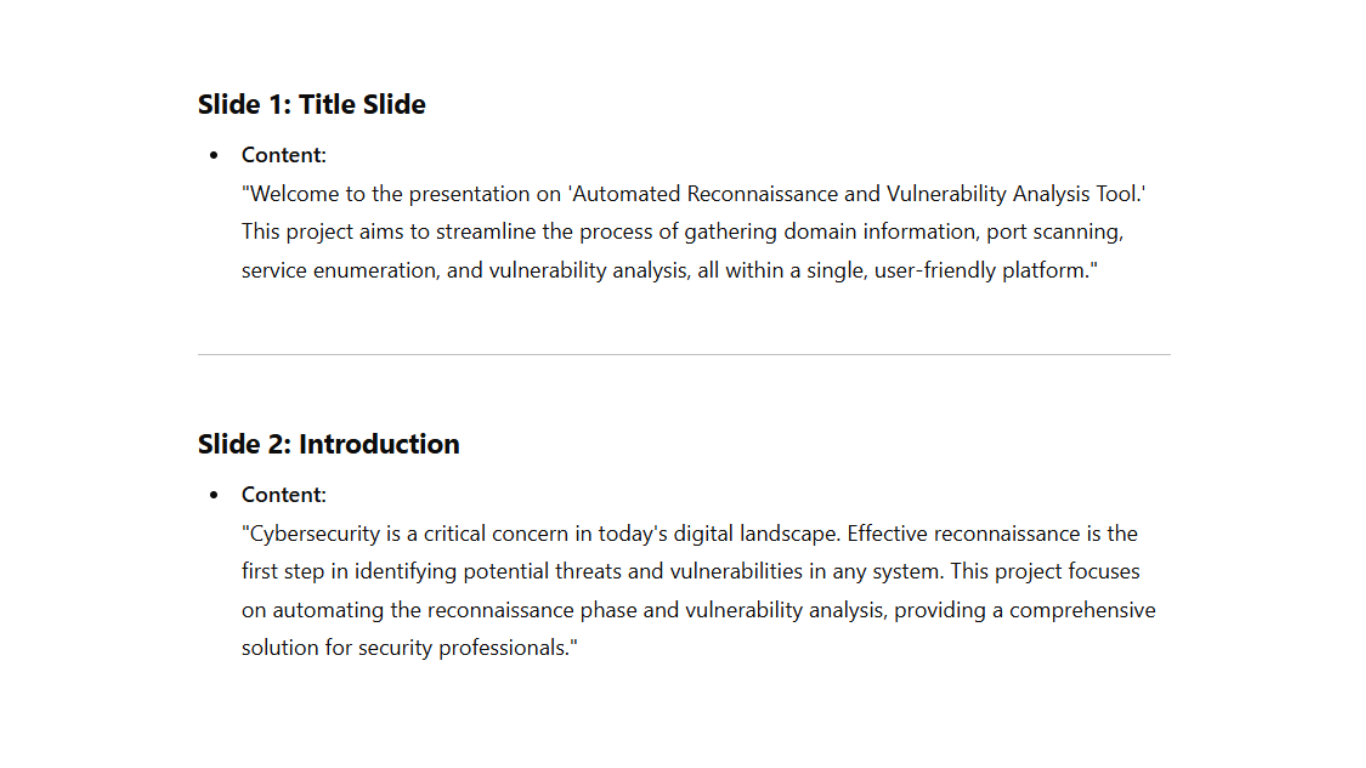 Slide 1: Title Slide
• Content:
"Welcome to the presentation on 'Automated Reconnaissance and Vulnerability Analysis Tool.'
This project aims to streamline the process of gathering domain information, port scanning,
service enumeration, and vulnerability analysis, all within a single, user-friendly platform."
Slide 2: Introduction
• Content:
"Cybersecurity is a critical concern in today's digital landscape. Effective reconnaissance is the
first step in identifying potential threats and vulnerabilities in any system. This project focuses
on automating the reconnaissance phase and vulnerability analysis, providing a comprehensive
solution for security professionals."